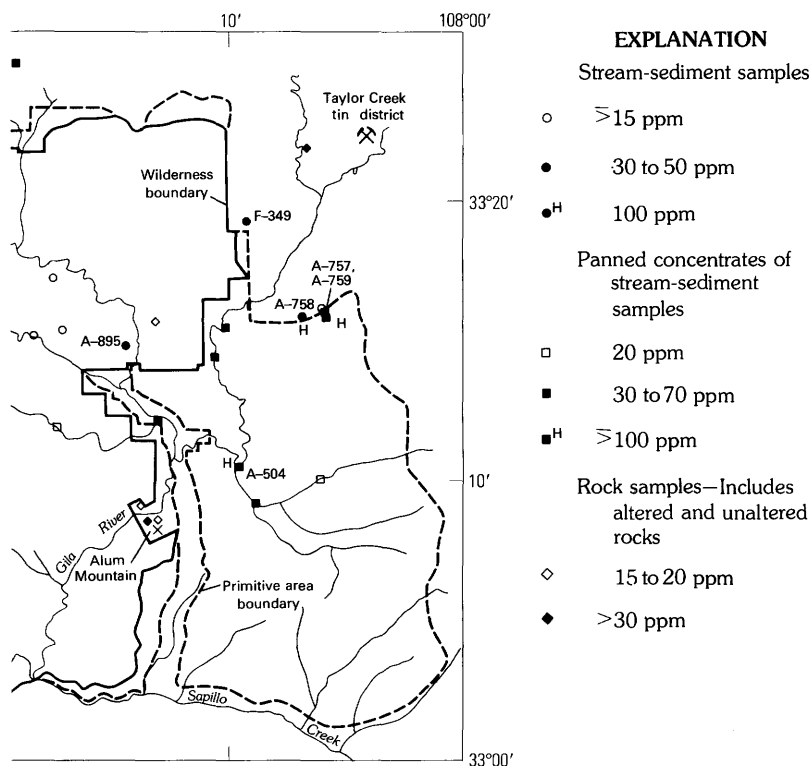 10′
108°00′
Taylor Creek
tin district
Wilderness
boundary
F–349
33°20′
A–757,
A–759
A–758
H
H
A–895
H
A–504
10′
Gila River
Alum
Mountain
Primitive area
boundary
Sapillo
Creek
33°00′
EXPLANATION
Stream-sediment samples
≥15 ppm
30 to 50 ppm
H
100 ppm
Panned concentrates of
stream-sediment
samples
20 ppm
30 to 70 ppm
H
≥100 ppm
Rock samples—Includes
altered and unaltered
rocks
15 to 20 ppm
>30 ppm